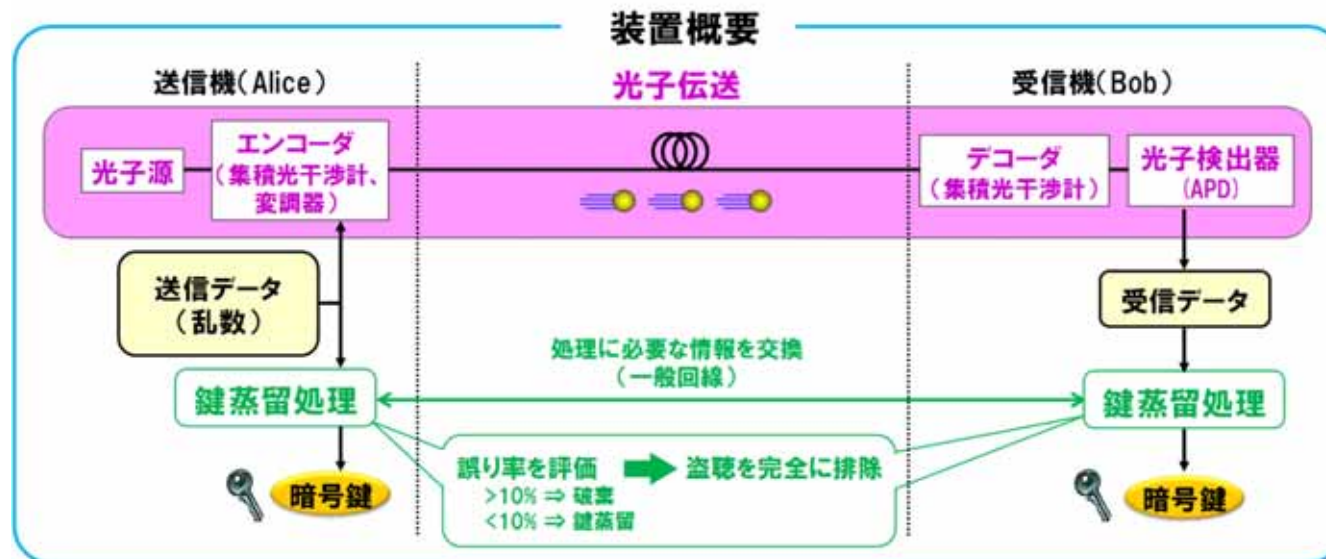 装置概要
送信機(Alice)
光子伝送
受信機(Bob)
光子源
エンコーダ
(集積光干渉計、
変調器)
デコーダ
(集積光干渉計)
光子検出器
(APD)
送信データ
(乱数)
受信データ
処理に必要な情報を交換
(一般回線)
鍵蒸留処理
鍵蒸留処理
誤り率を評価
盗聴を完全に排除
>10% ⇒ 破棄
<10% ⇒ 鍵蒸留
暗号鍵
暗号鍵